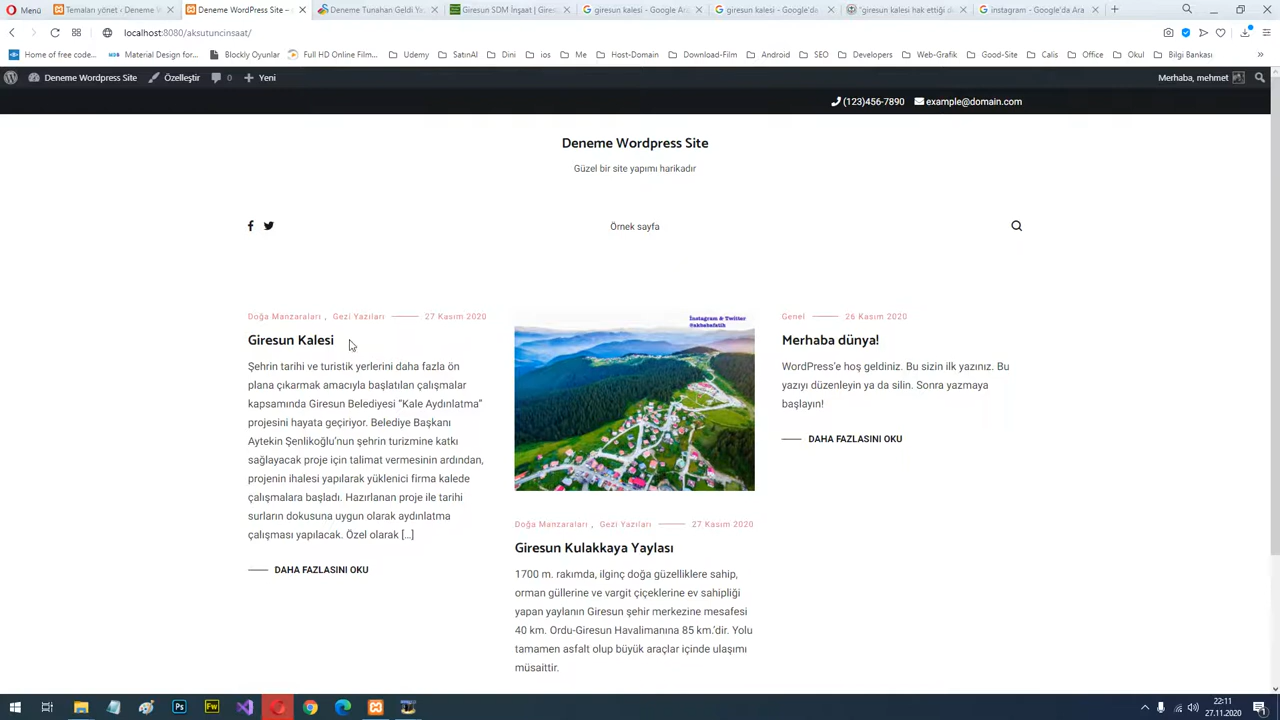 Menü
Temaları yönet ‹ Deneme W
Deneme WordPress Site –
Deneme Tunahan Geldi Ya
Giresun SDM İnşaat | Gires
giresun kalesi - Google Ara
giresun kalesi - Google'da
"giresun kalesi hak ettiği d
instagram - Google'da Ara
localhost:8080/aksutuncinsaat/
Home of free code...
Material Design for...
Blockly Oyunlar
Full HD Online Film...
Udemy
SatınAl
Dini
ios
Me
Host-Domain
Download-Film
Android
SEO
Developers
Web-Grafik
Good-Site
Calis
Office
Okul
Bilgi Bankası
Deneme WordPress Site
Özelleştir
0
Yeni
Merhaba, mehmet
(123)456-7890
example@domain.com
Deneme Wordpress Site
Güzel bir site yapımı harikadır
Örnek sayfa
Doğa Manzaraları , Gezi Yazıları 27 Kasım 2020
Giresun Kalesi
Şehrin tarihi ve turistik yerlerini daha fazla ön
plana çıkarmak amacıyla başlatılan çalışmalar
kapsamında Giresun Belediyesi “Kale Aydınlatma”
projesini hayata geçiriyor. Belediye Başkanı
Aytekin Şenlikoğlu’nun şehrin turizmine katkı
sağlayacak proje için talimat vermesinin ardından,
projenin ihalesi yapılarak yüklenici firma kalede
çalışmalara başladı. Hazırlanan proje ile tarihi
surların dokusuna uygun olarak aydınlatma
çalışması yapılacak. Özel olarak [...]
DAHA FAZLASINI OKU
İnstagram & Twitter
Doğa Manzaraları , Gezi Yazıları 27 Kasım 2020
Giresun Kulakkaya Yaylası
1700 m. rakımda, ilginç doğa güzelliklere sahip,
orman güllerine ve vargit çiçeklerine ev sahipliği
yapan yaylanın Giresun şehir merkezine mesafesi
40 km. Ordu-Giresun Havalimanına 85 km.’dir. Yolu
tamamen asfalt olup büyük araçlar içinde ulaşımı
müsaittir.
Genel 26 Kasım 2020
Merhaba dünya!
WordPress’e hoş geldiniz. Bu sizin ilk yazınız. Bu
yazıyı düzenleyin ya da silin. Sonra yazmaya
başlayın!
DAHA FAZLASINI OKU
22:11
27.11.2020